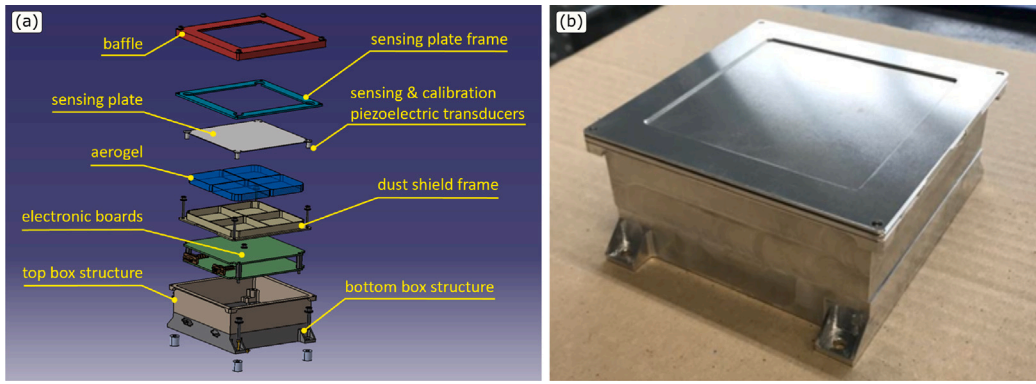 (a)
baffle
sensing plate frame
sensing plate
sensing & calibration
piezoelectric transducers
aerogel
dust shield frame
electronic boards
top box structure
bottom box structure
(b)